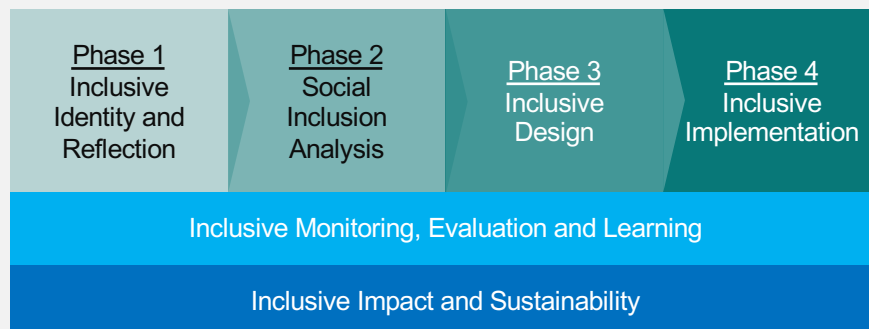 Phase 1
Inclusive
Identity and
Reflection
Phase 2
Social
Inclusion
Analysis
Phase 3
Inclusive
Design
Phase 4
Inclusive
Implementation
Inclusive Monitoring, Evaluation and Learning
Inclusive Impact and Sustainability